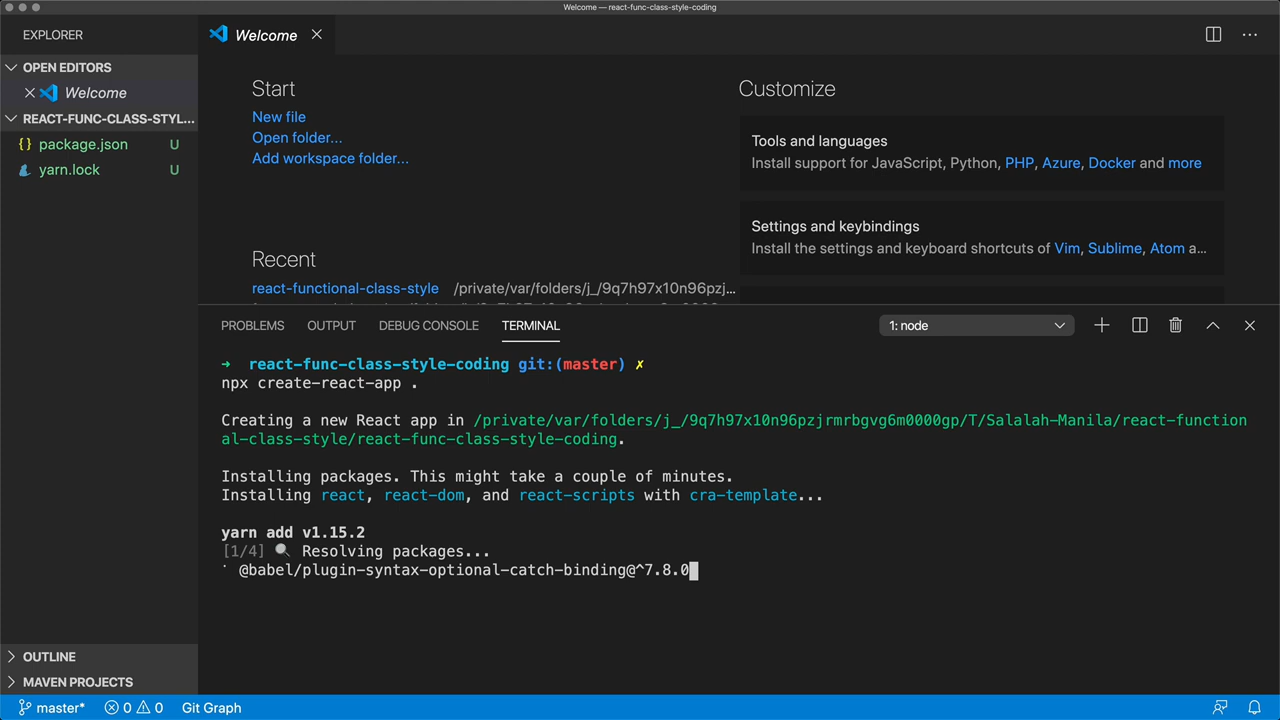 Welcome — react-func-class-style-coding
EXPLORER
OPEN EDITORS
Welcome
REACT-FUNC-CLASS-STYL...
package.json U
yarn.lock U
OUTLINE
MAVEN PROJECTS
Welcome
Start
New file
Open folder...
Add workspace folder...
Recent
react-functional-class-style /private/var/folders/j_/9q7h97x10n96pzj...
Customize
Tools and languages
Install support for JavaScript, Python, PHP, Azure, Docker and more
Settings and keybindings
Install the settings and keyboard shortcuts of Vim, Sublime, Atom a...
PROBLEMS OUTPUT DEBUG CONSOLE TERMINAL
1: node
➜ react-func-class-style-coding git:(master) ✗
npx create-react-app .
Creating a new React app in /private/var/folders/j_/9q7h97x10n96pzjrmrbgvg6m0000gp/T/Salalah-Manila/react-function
al-class-style/react-func-class-style-coding.
Installing packages. This might take a couple of minutes.
Installing react, react-dom, and react-scripts with cra-template...
yarn add v1.15.2
[1/4] 🔍 Resolving packages...
⠁ @babel/plugin-syntax-optional-catch-binding@^7.8.0
master* 0 0 Git Graph